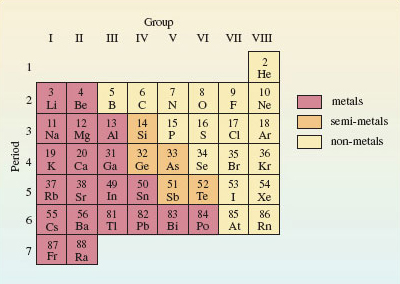 Group
I II III IV V VI VII VIII
Period
1
2
He
2
3 4 5 6 7 8 9 10
Li Be B C N O F Ne
3
11 12 13 14 15 16 17 18
Na Mg Al Si P S Cl Ar
4
19 20 31 32 33 34 35 36
K Ca Ga Ge As Se Br Kr
5
37 38 49 50 51 52 53 54
Rb Sr In Sn Sb Te I Xe
6
55 56 81 82 83 84 85 86
Cs Ba Tl Pb Bi Po At Rn
7
87 88
Fr Ra
metals
semi-metals
non-metals